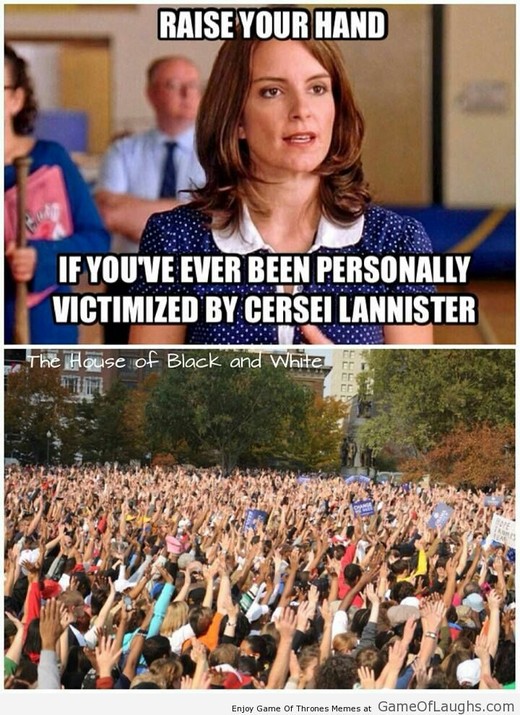 RAISE YOUR HAND
IF YOU'VE EVER BEEN PERSONALLY
VICTIMIZED BY CERSEI LANNISTER
The House of Black and White
CHANGE
Enjoy Game Of Thrones Memes at GameOfLaughs.com